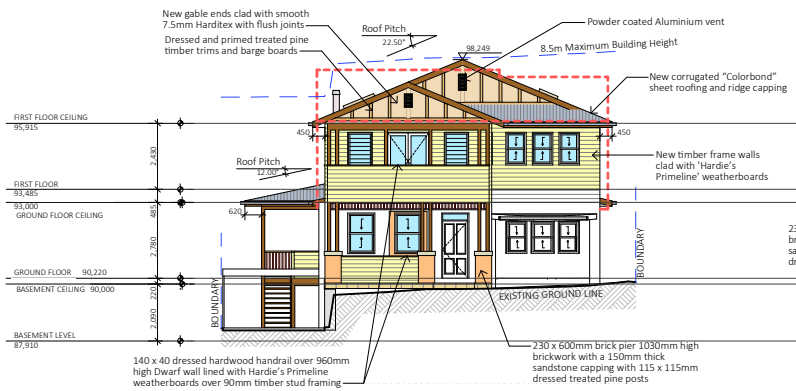 New gable ends clad with smooth
7.5mm Harditex with flush joints
Dressed and primed treated pine
timber trims and barge boards
Roof Pitch
22.50°
98,249
Powder coated Aluminium vent
8.5m Maximum Building Height
New corrugated “Colorbond”
sheet roofing and ridge capping
FIRST FLOOR CEILING
95,915
450
450
2,430
Roof Pitch
12.00°
New timber frame walls
clad with 'Hardie's
Primeline' weatherboards
FIRST FLOOR
93,485
93,000
GROUND FLOOR CEILING
485
620
2,780
23
br
sa
dr
GROUND FLOOR 90,220
BASEMENT CEILING 90,000
220
BOUNDARY
BOUNDARY
EXISTING GROUND LINE
2,090
BASEMENT LEVEL
87,910
140 x 40 dressed hardwood handrail over 960mm
high Dwarf wall lined with Hardie's Primeline
weatherboards over 90mm timber stud framing
230 x 600mm brick pier 1030mm high
brickwork with a 150mm thick
sandstone capping with 115 x 115mm
dressed treated pine posts